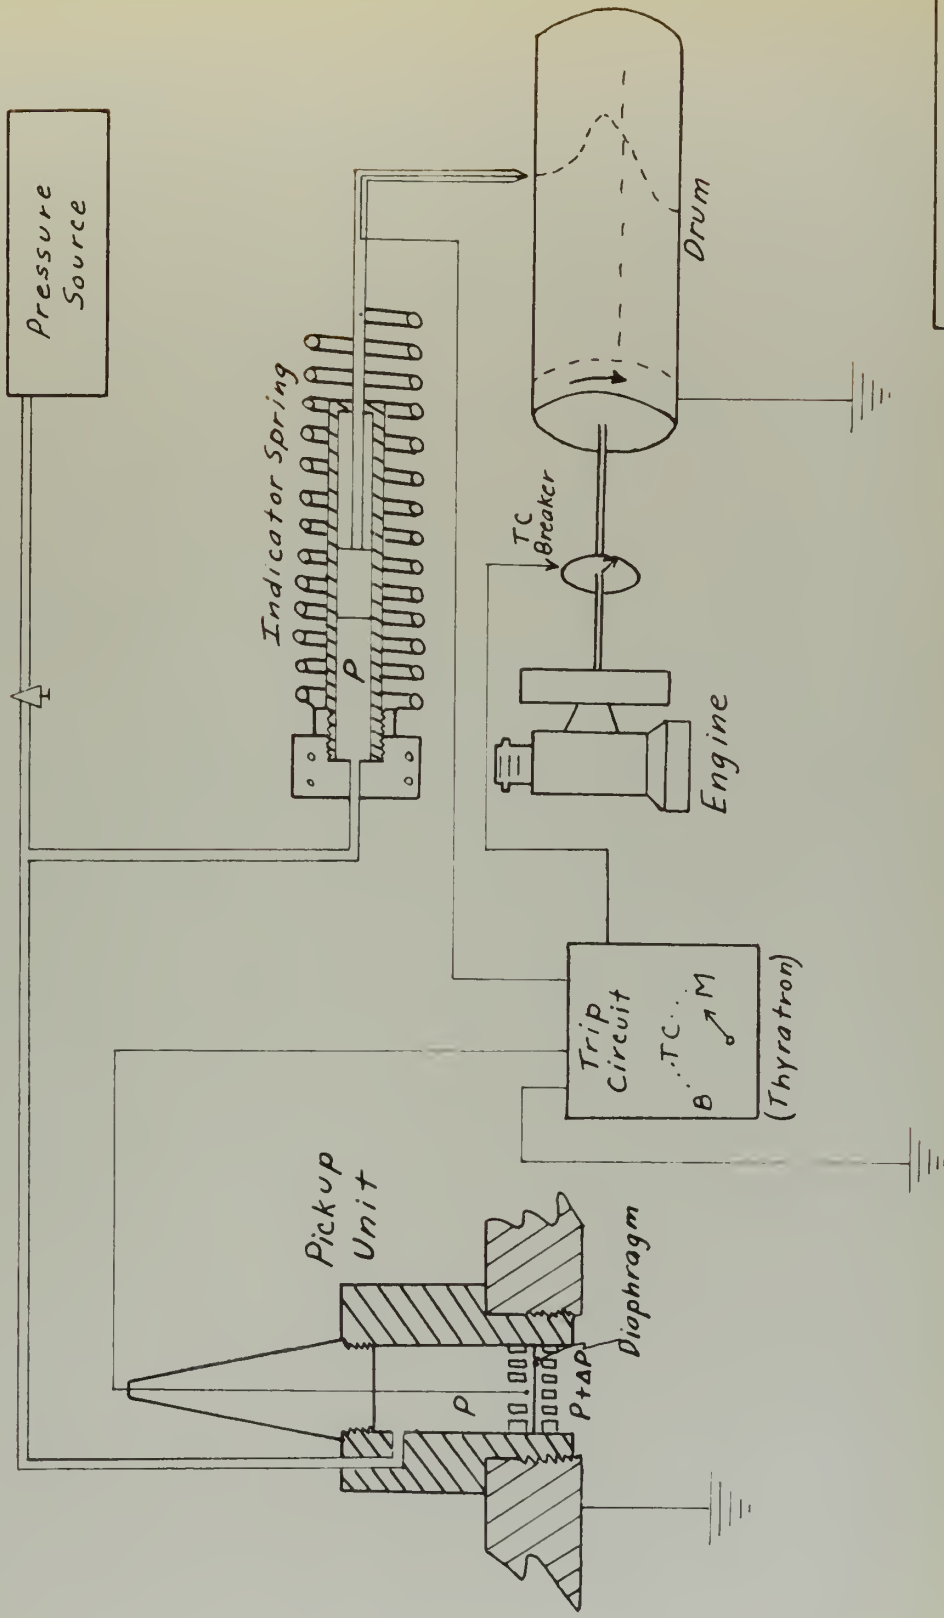 Pressure
Source
Indicator Spring
P
TC
Breaker
Drum
Engine
Pickup
Unit
P
P+ΔP
Diaphragm
Trip
Circuit
B...TC...M
(Thyratron)